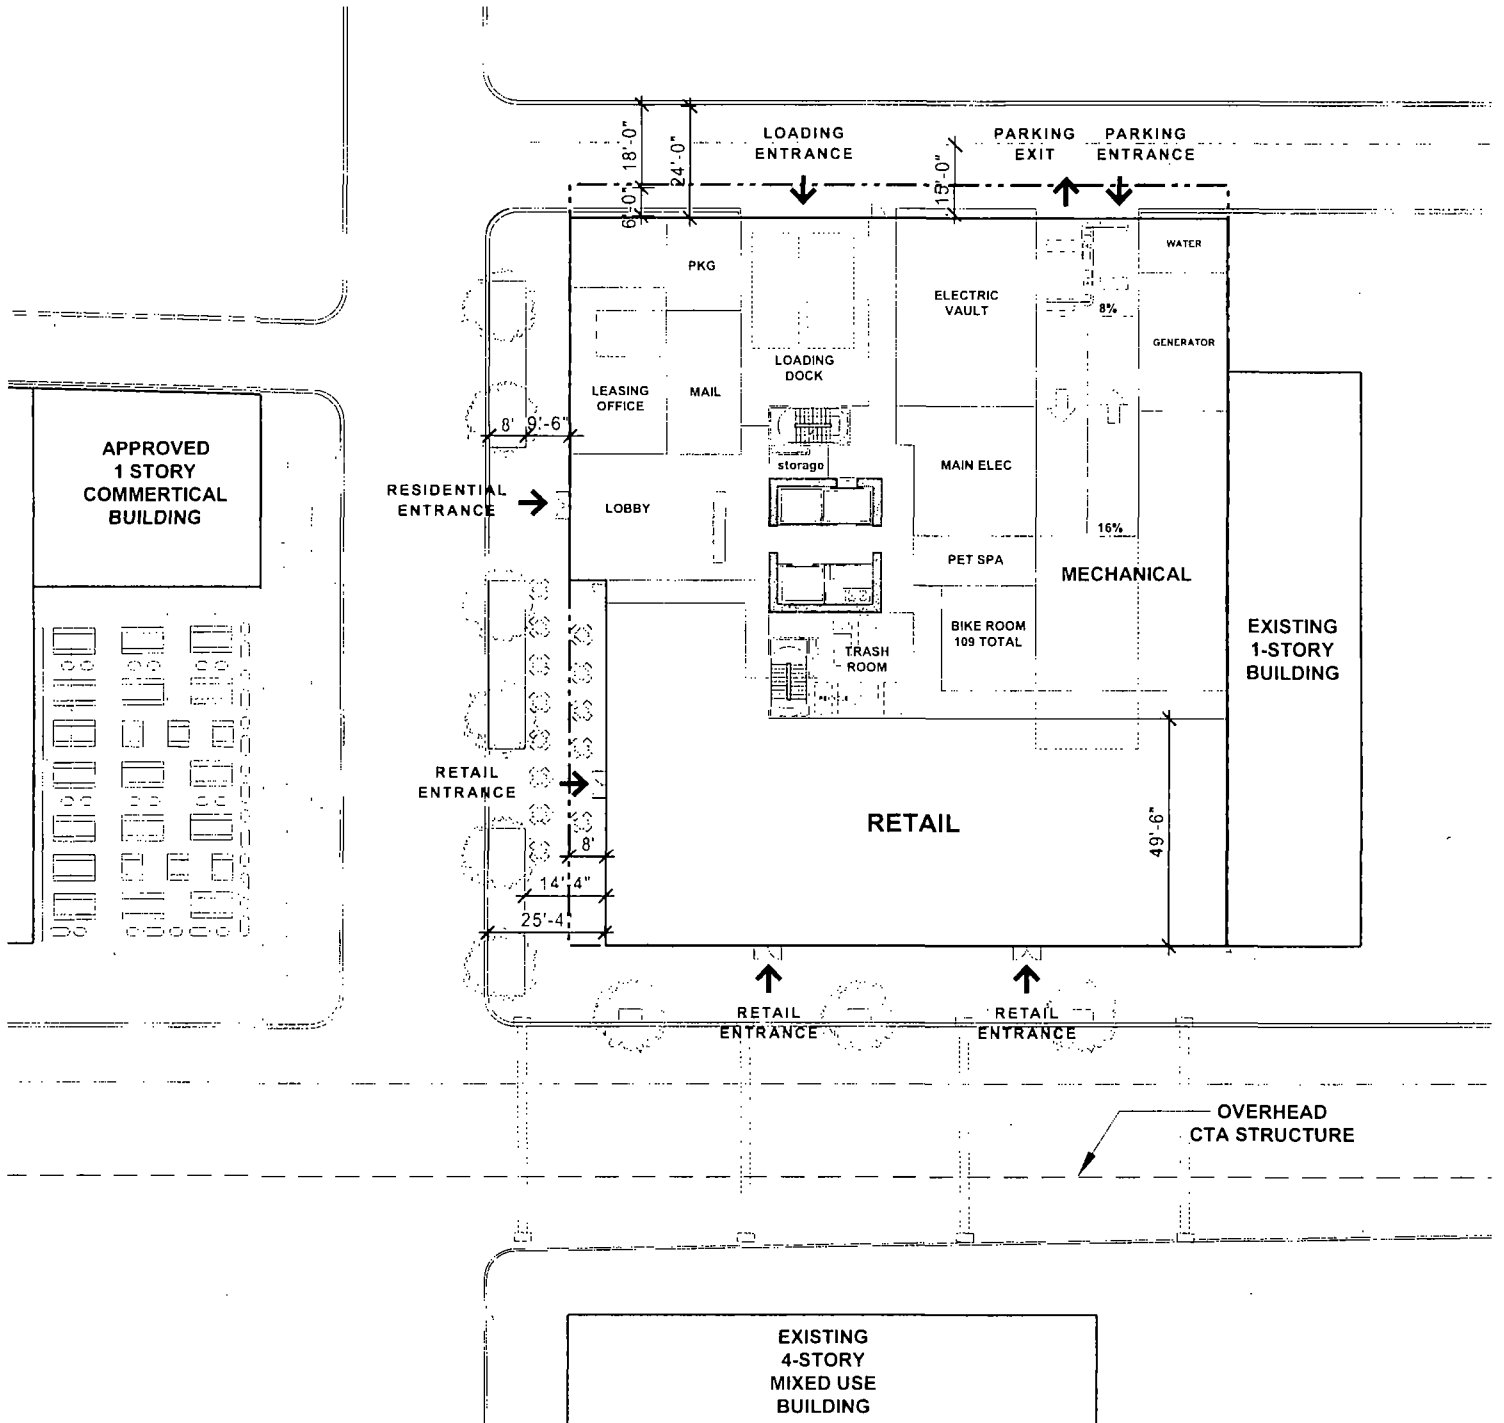 LOADING
ENTRANCE
PARKING
EXIT
PARKING
ENTRANCE
18'-0"
24'-0"
15'-0"
6'-0"
WATER
PKG
ELECTRIC
VAULT
8%
GENERATOR
LOADING
DOCK
LEASING
OFFICE
MAIL
8'
9'-6"
APPROVED
1 STORY
COMMERTICAL
BUILDING
storage
MAIN ELEC
RESIDENTIAL
ENTRANCE
LOBBY
16%
PET SPA
MECHANICAL
BIKE ROOM
109 TOTAL
TRASH
ROOM
EXISTING
1-STORY
BUILDING
RETAIL
ENTRANCE
RETAIL
49'-6"
8'
14'-4"
25'-4
RETAIL
ENTRANCE
RETAIL
ENTRANCE
OVERHEAD
CTA STRUCTURE
EXISTING
4-STORY
MIXED USE
BUILDING